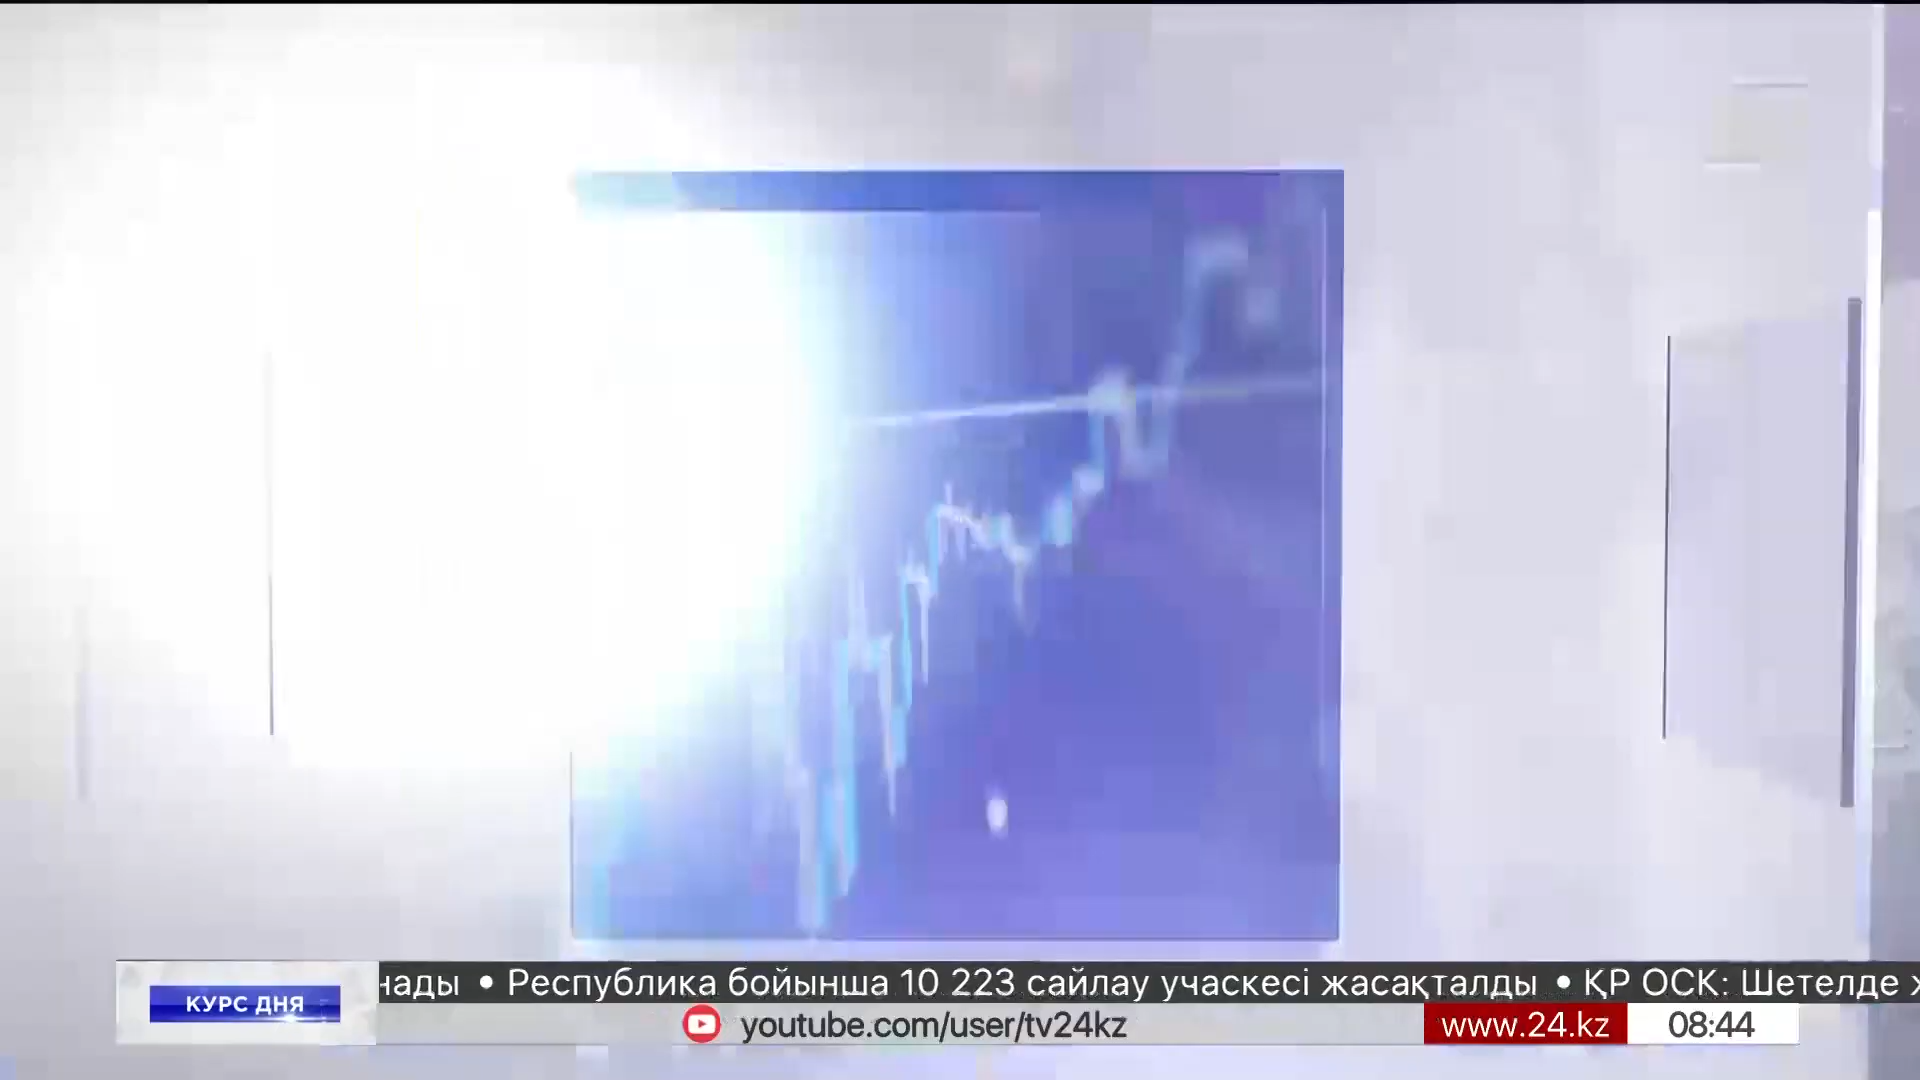 нады • Республика бойынша 10 223 сайлау учаскесі жасақталды • ҚР ОСК: Шетелде
КУРС ДНЯ
youtube.com/user/tv24kz
www.24.kz
08:44